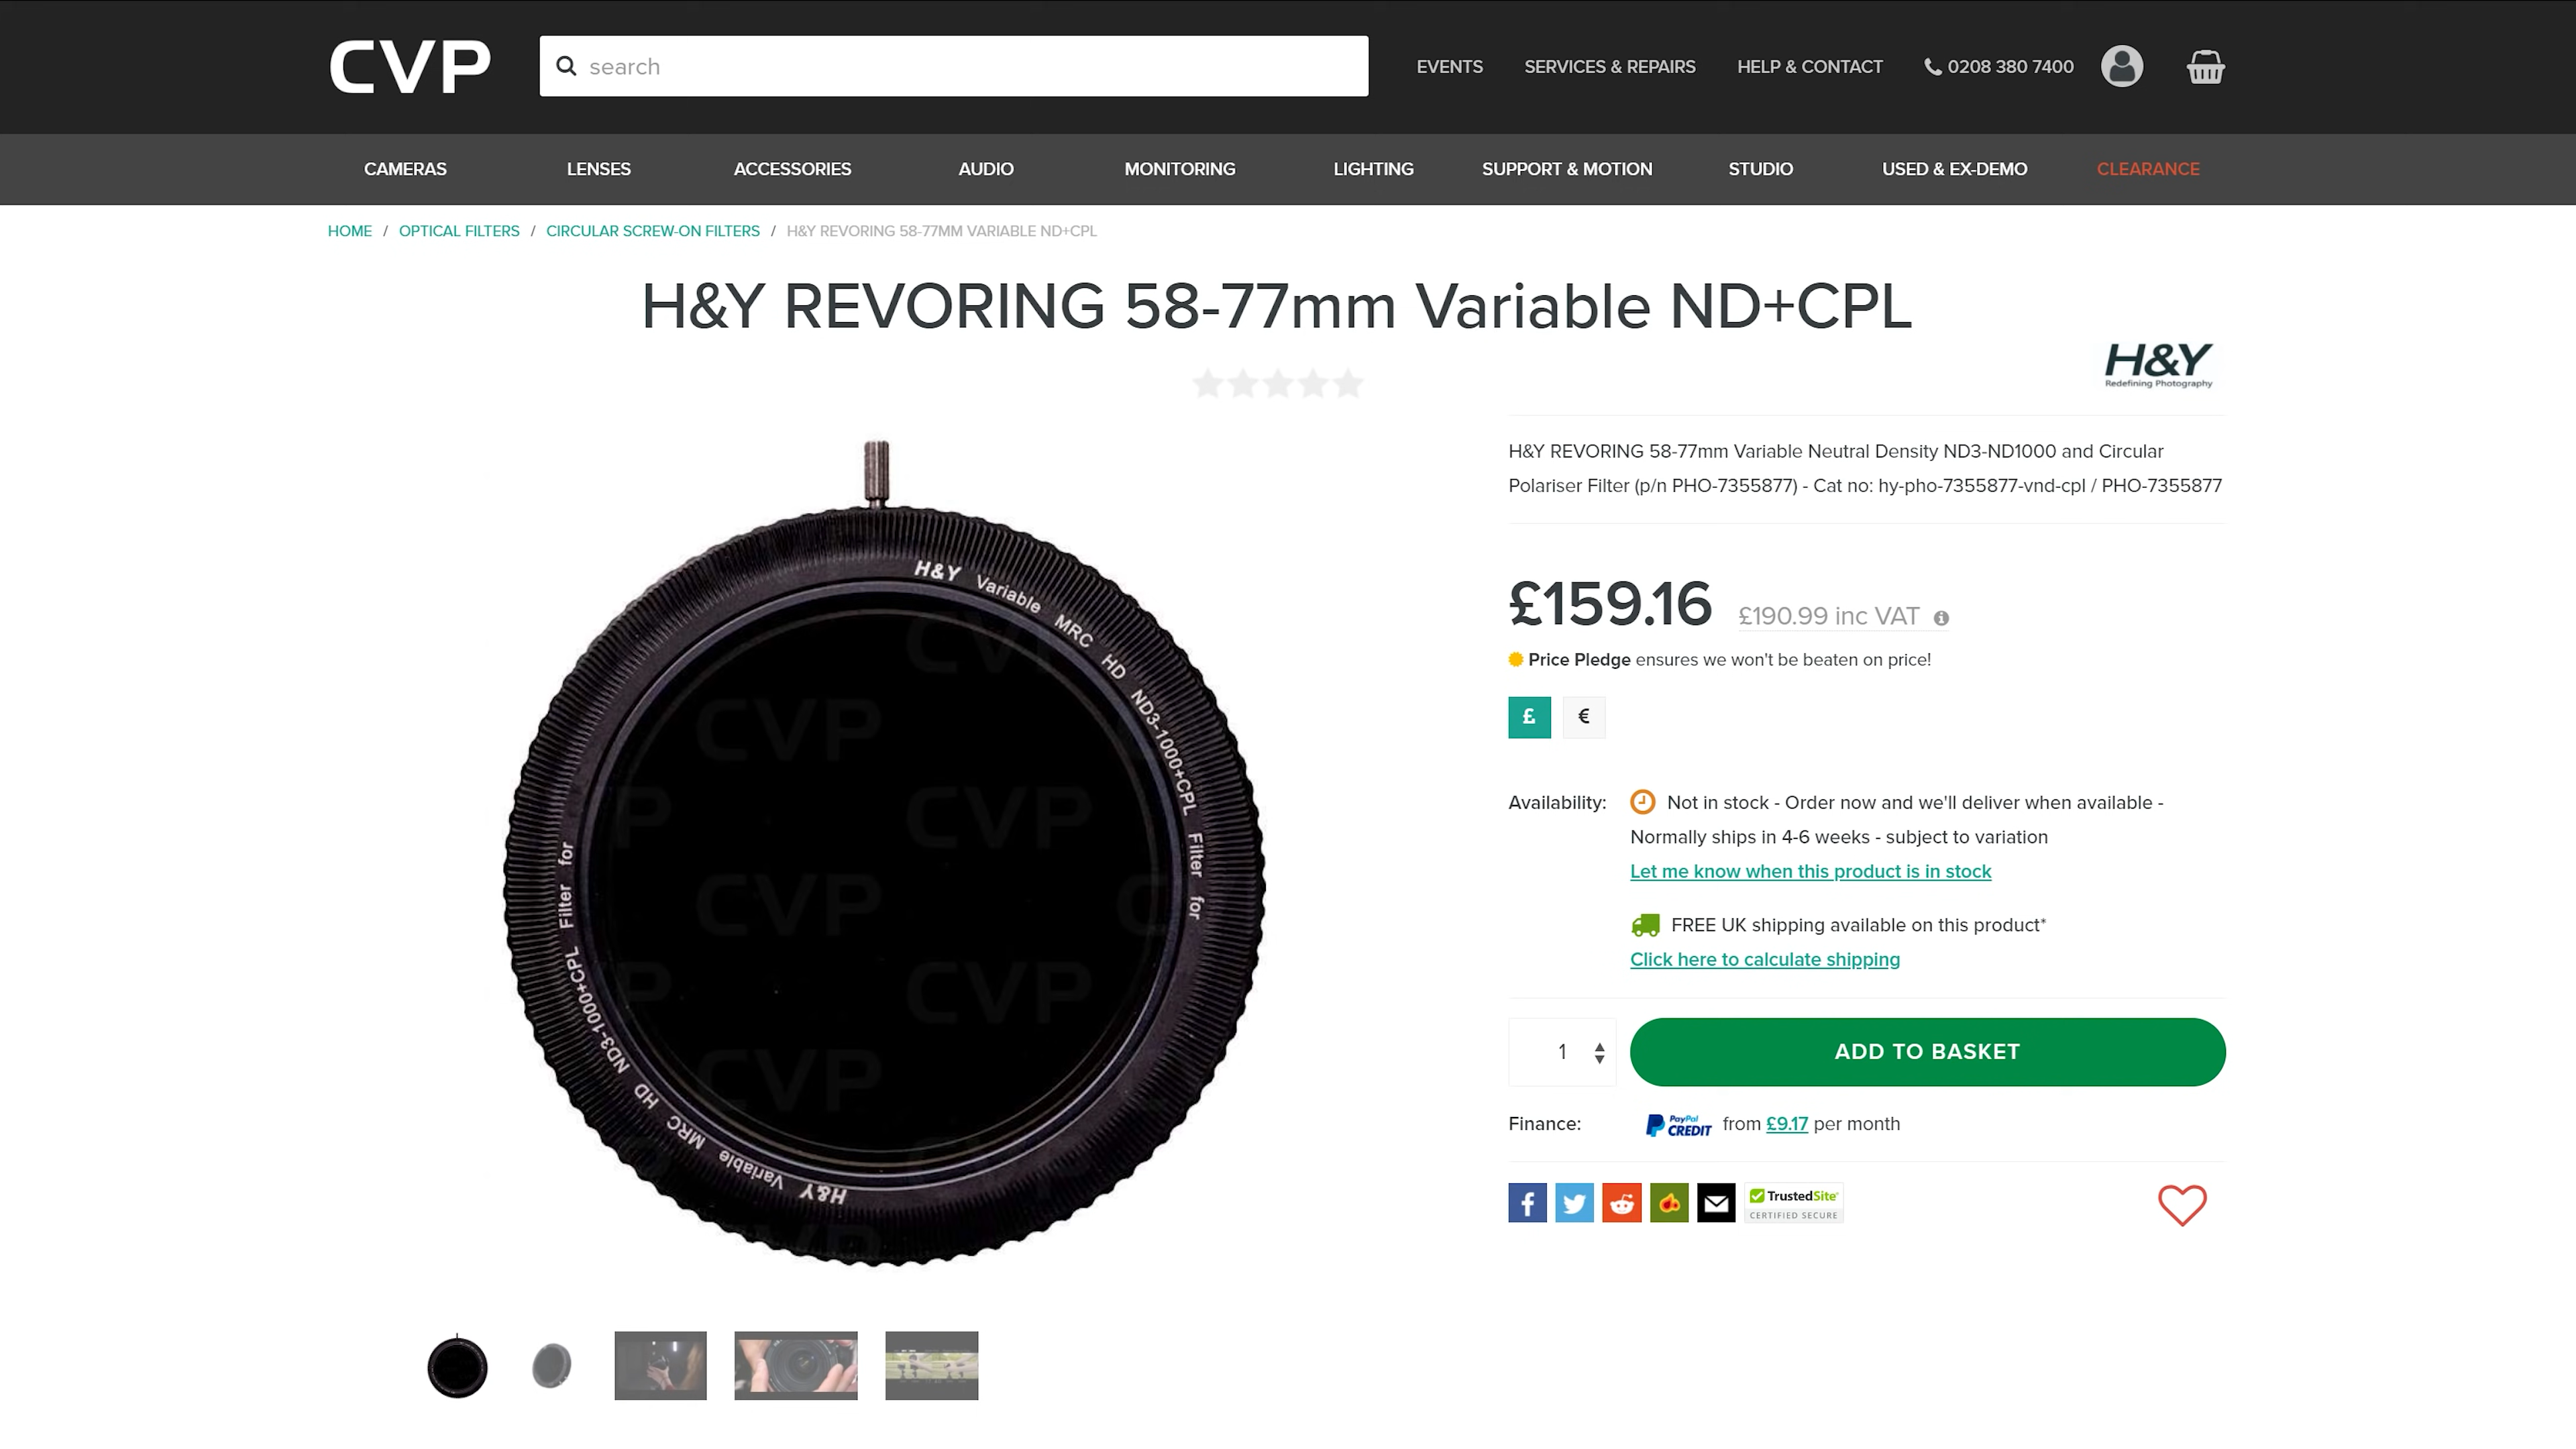 CVP
search
EVENTS
SERVICES & REPAIRS
HELP & CONTACT
0208 380 7400
CAMERAS
LENSES
ACCESSORIES
AUDIO
MONITORING
LIGHTING
SUPPORT & MOTION
STUDIO
USED & EX-DEMO
CLEARANCE
HOME / OPTICAL FILTERS / CIRCULAR SCREW-ON FILTERS / H&Y REVORING 58-77MM VARIABLE ND+CPL
H&Y REVORING 58-77mm Variable ND+CPL
H&Y
Redefining Photography
H&Y Variable MRC HD ND3-1000+CPL Filter for
H&Y Variable MRC HD ND3-1000+CPL Filter for
CVP
CVP
CVP
CVP
CVP
H&Y REVORING 58-77mm Variable Neutral Density ND3-ND1000 and Circular
Polariser Filter (p/n PHO-7355877) - Cat no: hy-pho-7355877-vnd-cpl / PHO-7355877
£159.16 £190.99 inc VAT
Price Pledge ensures we won't be beaten on price!
£
€
Availability: Not in stock - Order now and we'll deliver when available -
Normally ships in 4-6 weeks - subject to variation
Let me know when this product is in stock
FREE UK shipping available on this product*
Click here to calculate shipping
1
ADD TO BASKET
Finance: PayPal CREDIT from £9.17 per month
TrustedSite
CERTIFIED SECURE